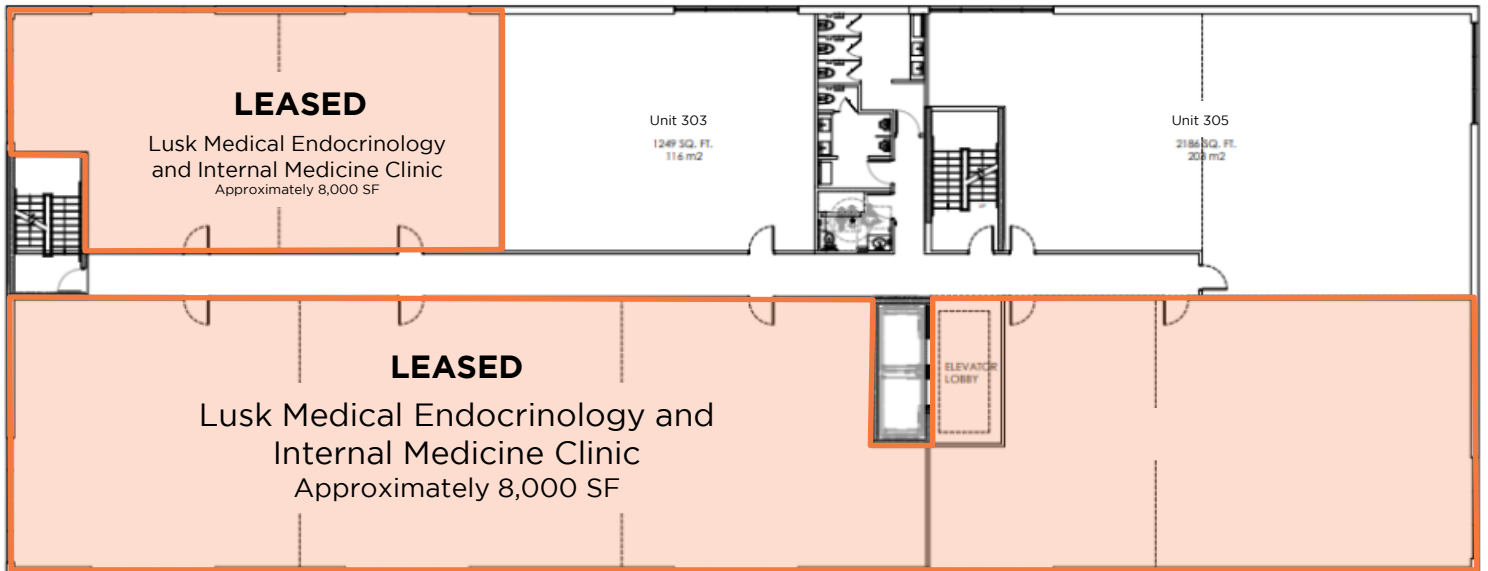 LEASED
Lusk Medical Endocrinology
and Internal Medicine Clinic
Approximately 8,000 SF
Unit 303
1249 SQ. FT.
116 m2
Unit 305
2186 SQ. FT.
203 m2
LEASED
Lusk Medical Endocrinology and
Internal Medicine Clinic
Approximately 8,000 SF
ELEVATOR
LOBBY